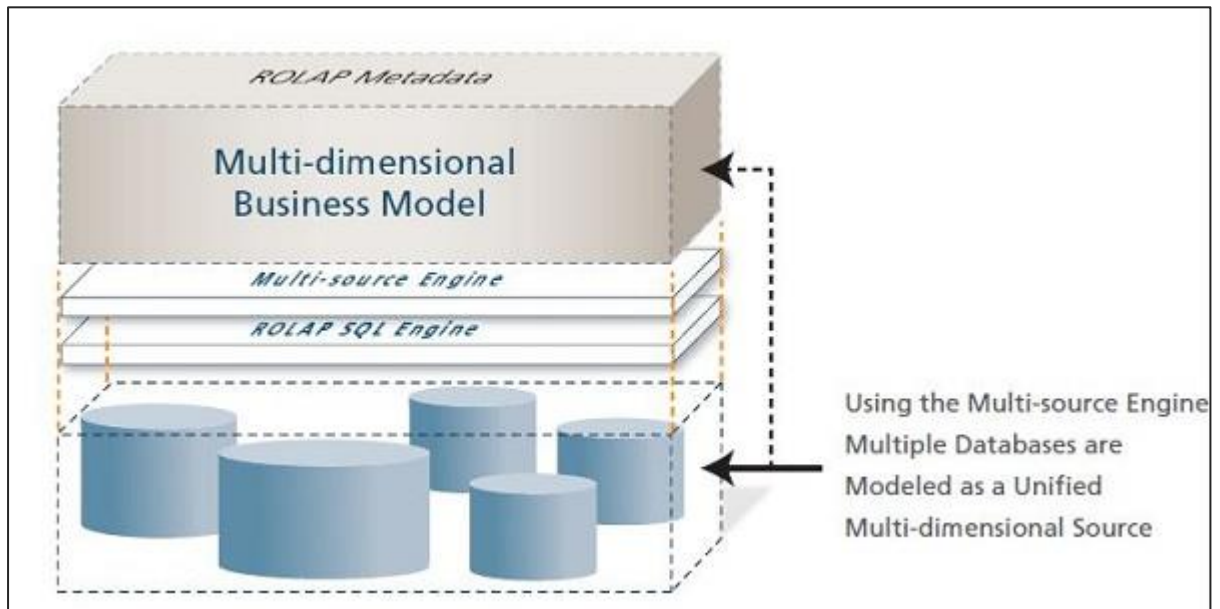 ROLAP Metadata
Multi-dimensional
Business Model
Multi-source Engine
ROLAP SQL Engine
Using the Multi-source Engine
Multiple Databases are
Modeled as a Unified
Multi-dimensional Source